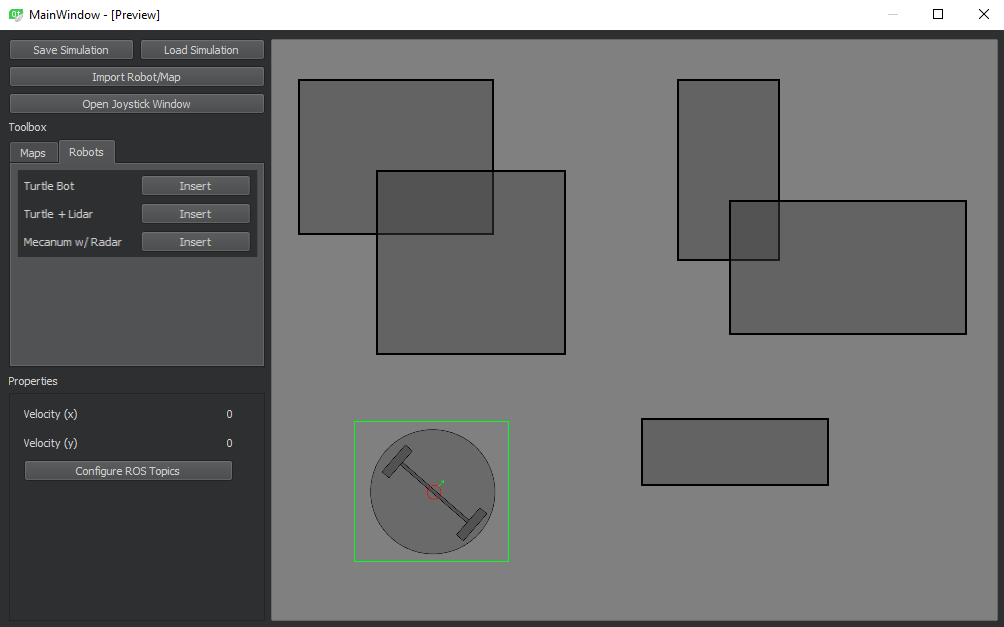 MainWindow - [Preview]
Save Simulation
Load Simulation
Import Robot/Map
Open Joystick Window
Toolbox
Maps
Robots
Turtle Bot
Insert
Turtle + Lidar
Insert
Mecanum w/ Radar
Insert
Properties
Velocity (x)
0
Velocity (y)
0
Configure ROS Topics